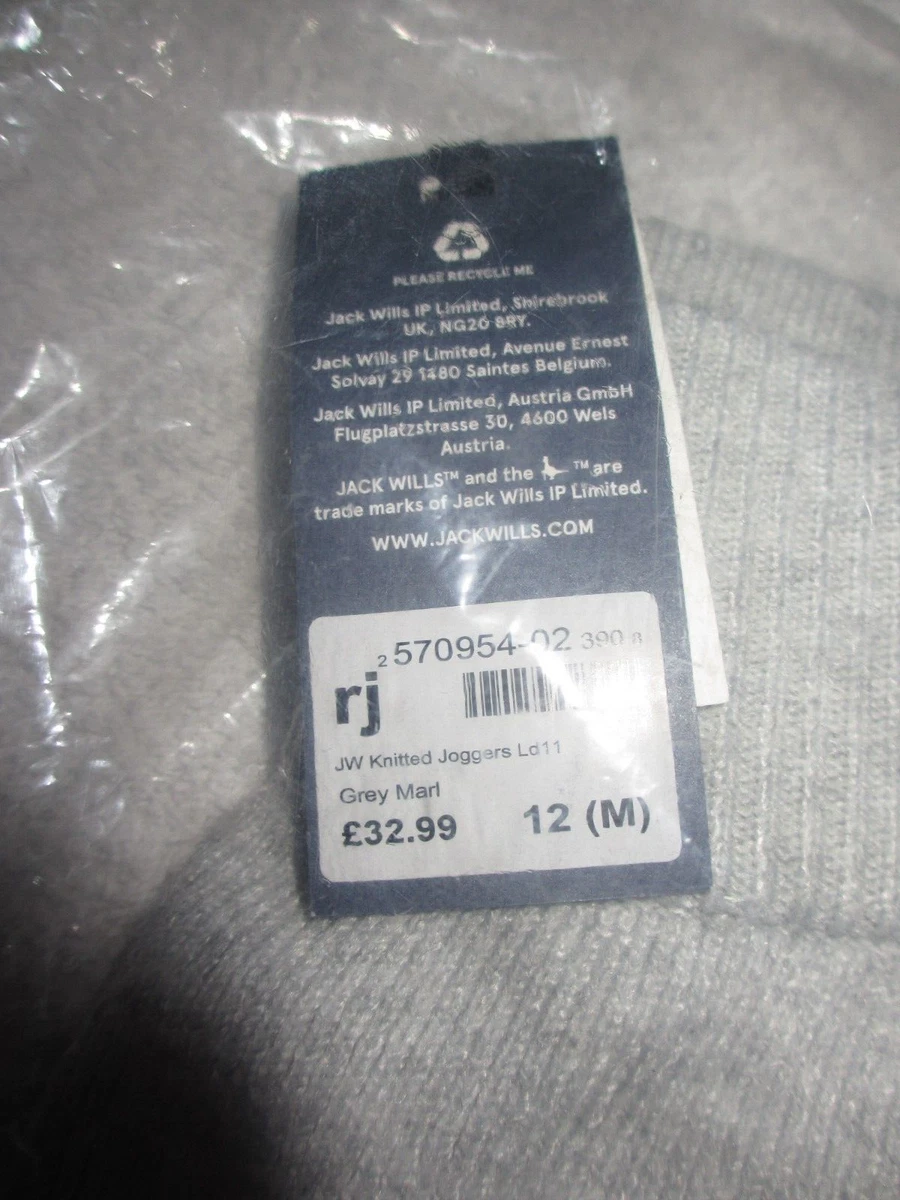 PLEASE RECYCLE ME
Jack Wills IP Limited, Shirebrook
UK, NG20 8RY.
Jack Wills IP Limited, Avenue Ernest
Solvay 29 1480 Saintes Belgium.
Jack Wills IP Limited, Austria GmbH
Flugplatzstrasse 30, 4600 Wels
Austria.
JACK WILLS™ and the ™ are
trade marks of Jack Wills IP Limited.
WWW.JACKWILLS.COM
2 570954-02 390 8
rj
JW Knitted Joggers Ld11
Grey Marl
£32.99 12 (M)